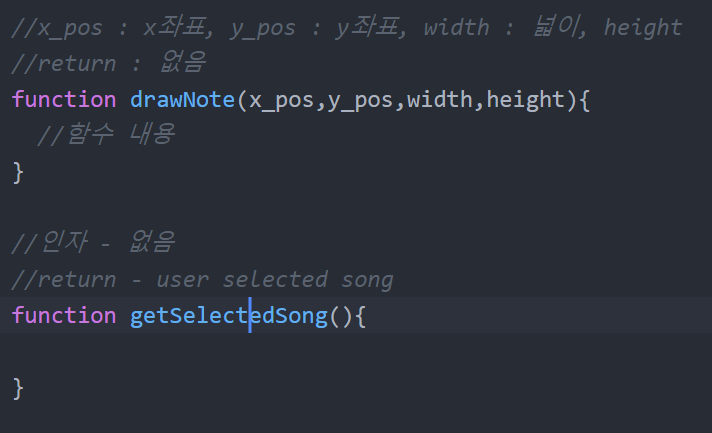 //x_pos : x좌표, y_pos : y좌표, width : 넓이, height
//return : 없음
function drawNote(x_pos,y_pos,width,height){
//함수 내용
}
//인자 - 없음
//return - user selected song
function getSelectedSong(){
}